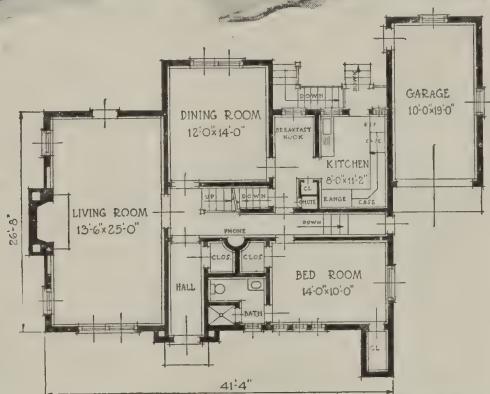 GARAGE
10'-0"x19'-0"
DOWN
DINING ROOM
12'-0"x14'-0"
BREAKFAST
NOOK
REF
CASE
KITCHEN
8'-0"x11'-2"
CL
CHUTE
RANGE
CASE
UP
DOWN
LIVING ROOM
13'-6"x25'-0"
26'-8"
DOWN
PHONE
CLOS.
CLOS.
HALL
BED ROOM
14'-0"x10'-0"
BATH
CL
41'-4"